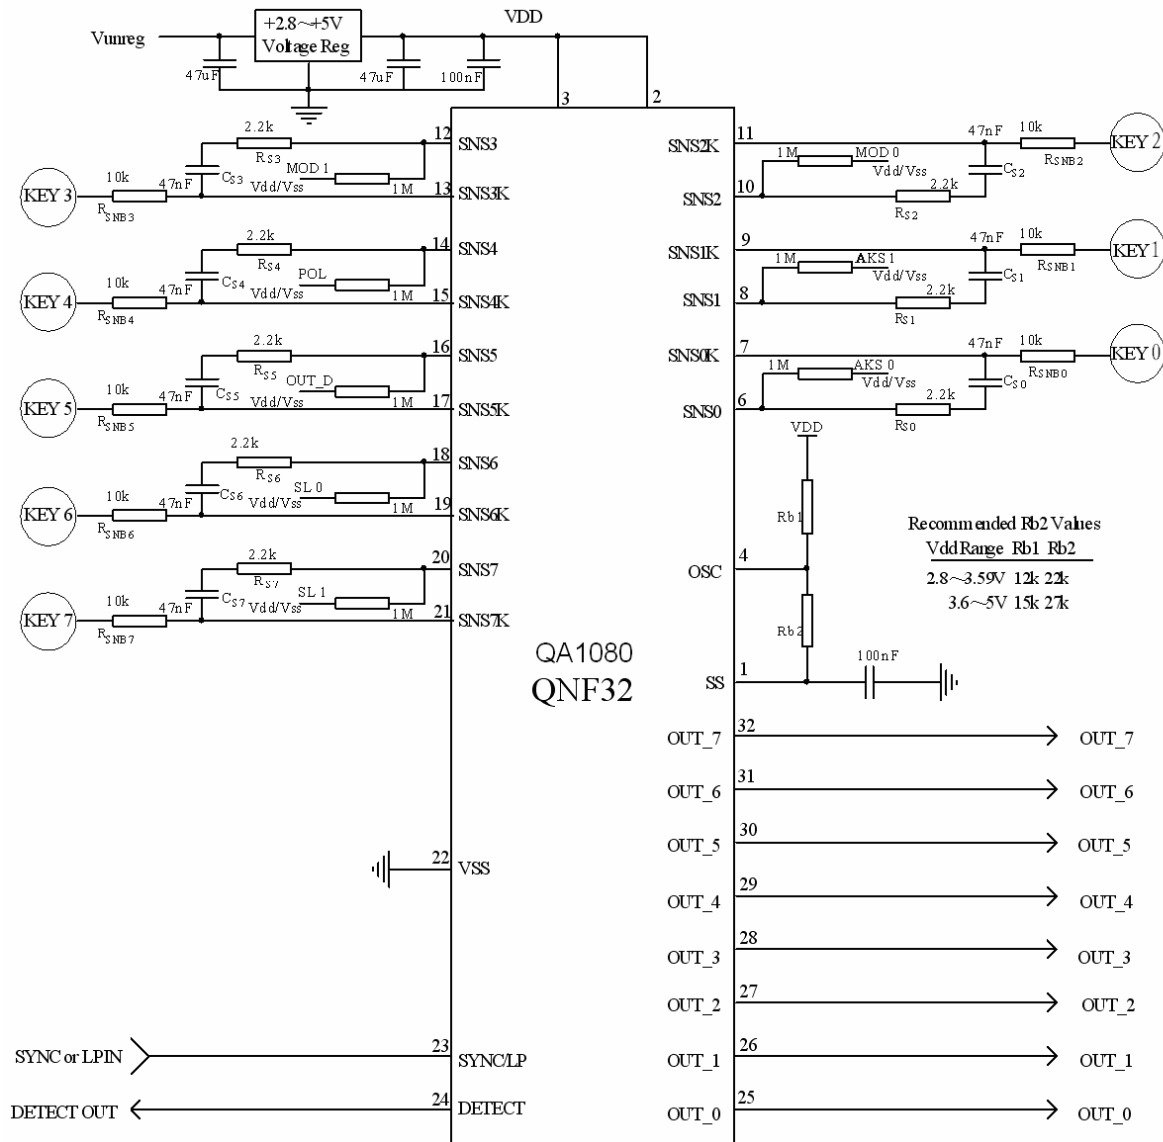 Vunreg
+2.8~+5V
Voltage Reg
VDD
47uF
47uF
100nF
3
2
2.2k
12
SNS3
RS3
CS3
MOD 1
Vdd/Vss
1M
KEY 3
10k
47nF
RSNB3
13
SNS3K
2.2k
14
SNS4
RS4
CS4
POL
Vdd/Vss
1M
KEY 4
10k
47nF
RSNB4
15
SNS4K
2.2k
16
SNS5
RS5
CS5
OUT_D
Vdd/Vss
1M
KEY 5
10k
47nF
RSNB5
17
SNS5K
2.2k
18
SNS6
RS6
CS6
SL 0
Vdd/Vss
1M
KEY 6
10k
47nF
RSNB6
19
SNS6K
2.2k
20
SNS7
RS7
CS7
SL 1
Vdd/Vss
1M
KEY 7
10k
47nF
RSNB7
21
SNS7K
22
VSS
SYNC or LPIN
23
SYNC/LP
DETECT OUT
24
DETECT
QA1080
QNF32
SNS2K
11
47nF
10k
RSNB2
KEY 2
1M
MOD 0
Vdd/Vss
CS2
SNS2
10
2.2k
RS2
SNS1K
9
47nF
10k
RSNB1
KEY 1
1M
AKS 1
Vdd/Vss
CS1
SNS1
8
2.2k
RS1
SNS0K
7
47nF
10k
RSNB0
KEY 0
1M
AKS 0
Vdd/Vss
CS0
SNS0
6
2.2k
RS0
VDD
Rb1
OSC
4
Rb2
SS
1
100nF
Recommended Rb2 Values
Vdd Range Rb1 Rb2
2.8~3.59V 12k 22k
3.6~5V 15k 27k
OUT_7
32
OUT_7
OUT_6
31
OUT_6
OUT_5
30
OUT_5
OUT_4
29
OUT_4
OUT_3
28
OUT_3
OUT_2
27
OUT_2
OUT_1
26
OUT_1
OUT_0
25
OUT_0